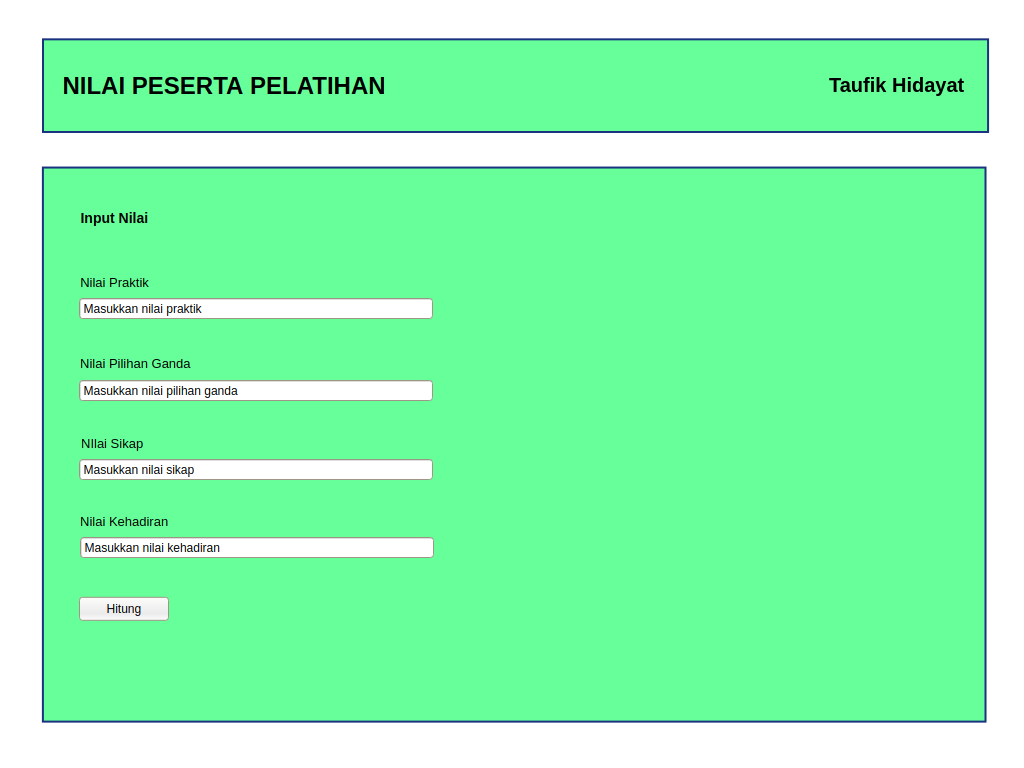 NILAI PESERTA PELATIHAN
Taufik Hidayat
Input Nilai
Nilai Praktik
Masukkan nilai praktik
Nilai Pilihan Ganda
Masukkan nilai pilihan ganda
NIlai Sikap
Masukkan nilai sikap
Nilai Kehadiran
Masukkan nilai kehadiran
Hitung